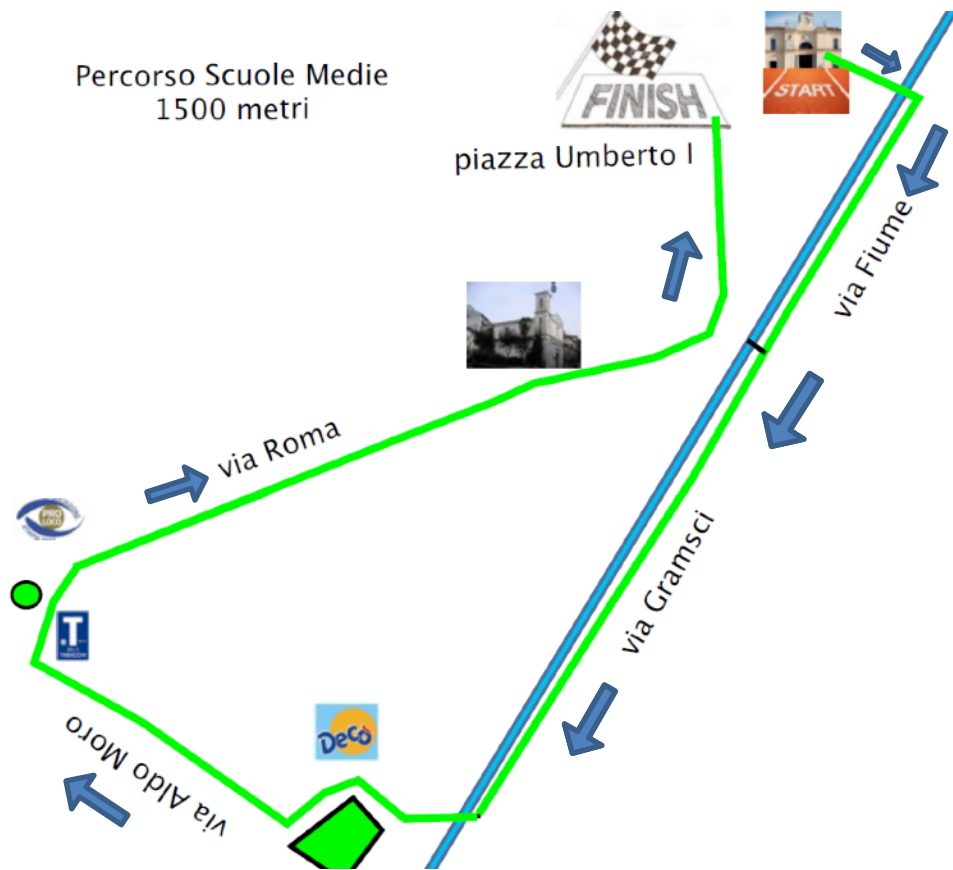 Percorso Scuole Medie
1500 metri
FINISH
START
piazza Umberto I
via Fiume
via Roma
via Gramsci
PRO
LOCO
T
TABACCHI
Decò
via Aldo Moro